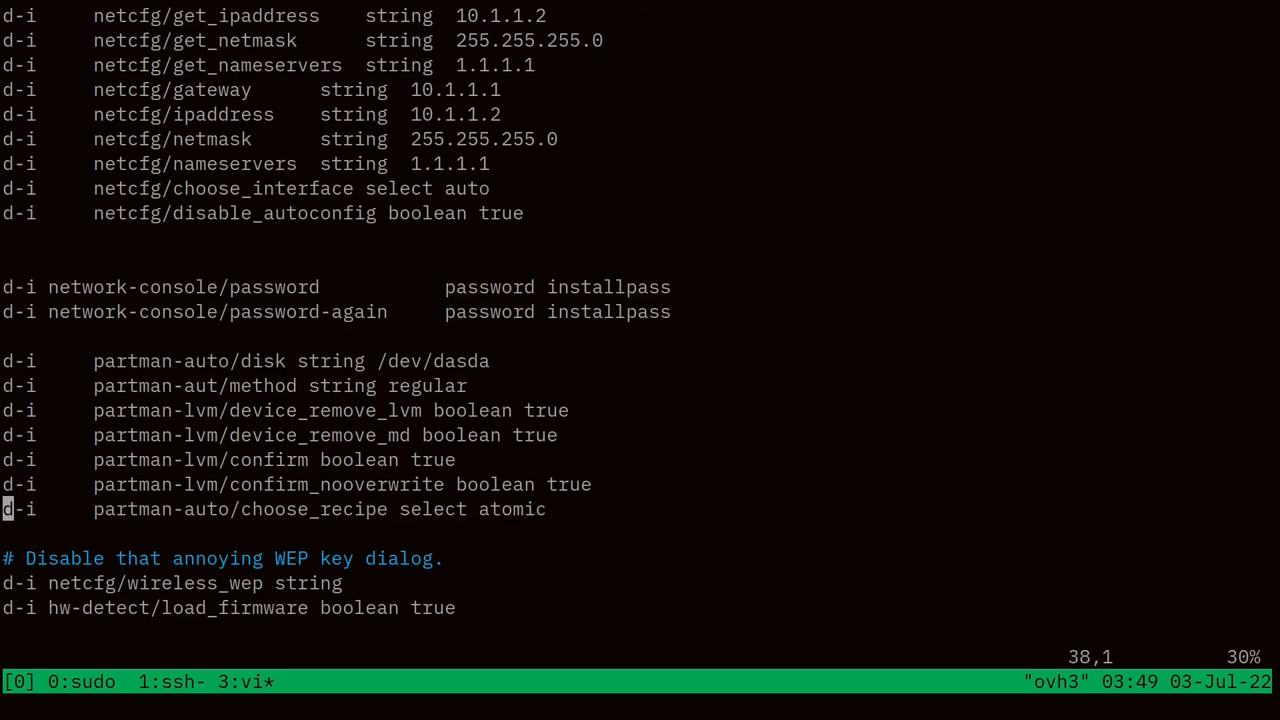 d-i     netcfg/get_ipaddress    string  10.1.1.2
d-i     netcfg/get_netmask      string  255.255.255.0
d-i     netcfg/get_nameservers  string  1.1.1.1
d-i     netcfg/gateway      string  10.1.1.1
d-i     netcfg/ipaddress    string  10.1.1.2
d-i     netcfg/netmask      string  255.255.255.0
d-i     netcfg/nameservers  string  1.1.1.1
d-i     netcfg/choose_interface select auto
d-i     netcfg/disable_autoconfig boolean true
d-i network-console/password           password installpass
d-i network-console/password-again     password installpass
d-i     partman-auto/disk string /dev/dasda
d-i     partman-aut/method string regular
d-i     partman-lvm/device_remove_lvm boolean true
d-i     partman-lvm/device_remove_md boolean true
d-i     partman-lvm/confirm boolean true
d-i     partman-lvm/confirm_nooverwrite boolean true
d-i     partman-auto/choose_recipe select atomic
# Disable that annoying WEP key dialog.
d-i netcfg/wireless_wep string
d-i hw-detect/load_firmware boolean true
38,1          30%
[0] 0:sudo  1:ssh- 3:vi*     "ovh3" 03:49 03-Jul-22